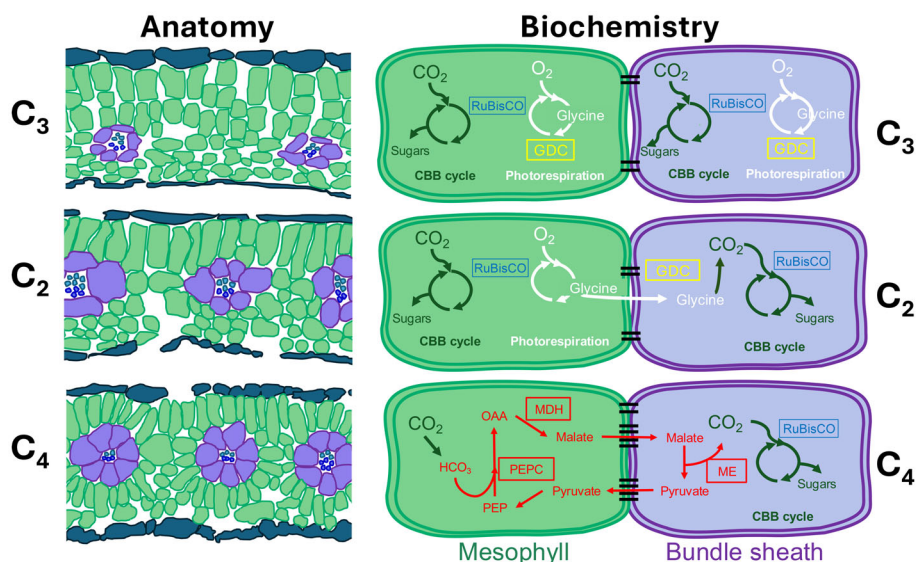 Anatomy
Biochemistry
C3
CO2
O2
RuBisCO
Glycine
Sugars
GDC
CBB cycle
Photorespiration
CO2
O2
RuBisCO
Glycine
Sugars
GDC
CBB cycle
Photorespiration
C3
C2
CO2
O2
RuBisCO
Glycine
Sugars
CBB cycle
Photorespiration
GDC
Glycine
CO2
RuBisCO
Sugars
CBB cycle
C2
C4
CO2
HCO3
OAA
MDH
Malate
PEPC
Pyruvate
PEP
Malate
CO2
RuBisCO
ME
Pyruvate
Sugars
CBB cycle
C4
Mesophyll
Bundle sheath